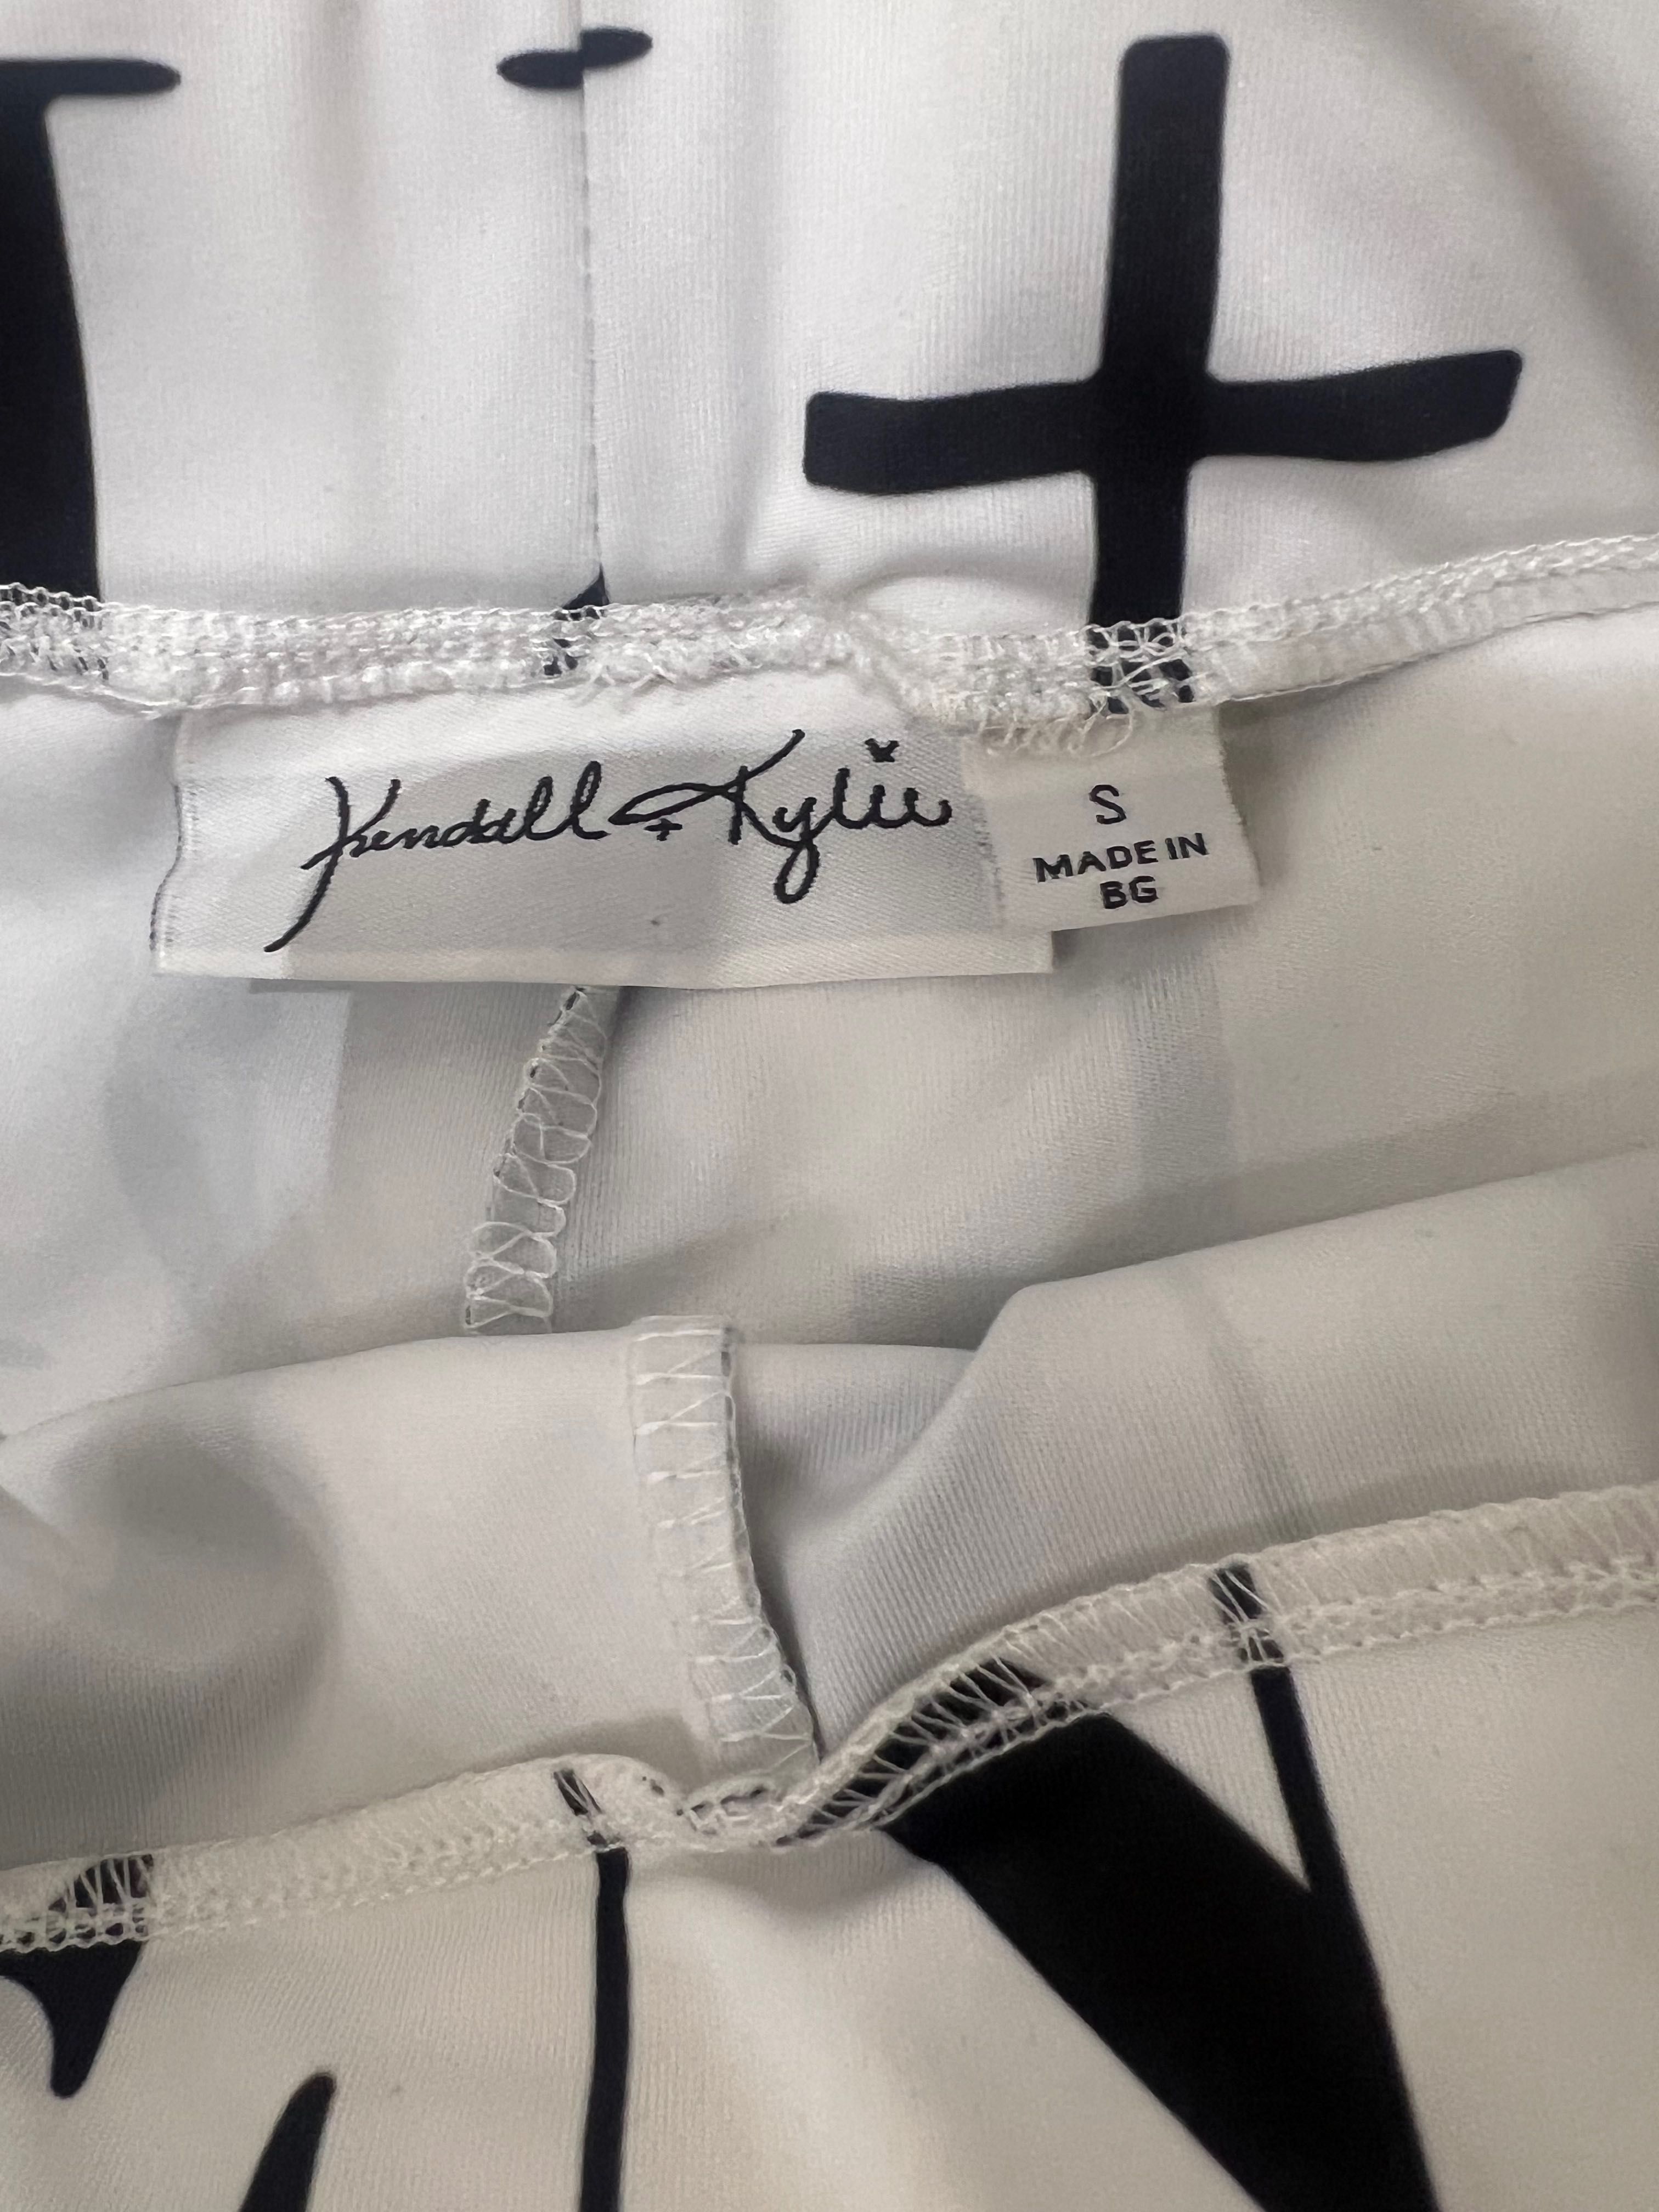 Kendall + Kylie
S
MADE IN
BG